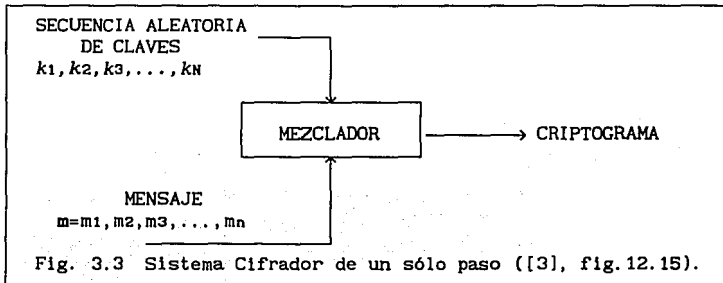 SECUENCIA ALEATORIA
DE CLAVES
k1,k2,k3,...,kN
MEZCLADOR
CRIPTOGRAMA
MENSAJE
m=m1,m2,m3,...,mn
Fig. 3.3 Sistema Cifrador de un sólo paso ([3], fig.12.15).